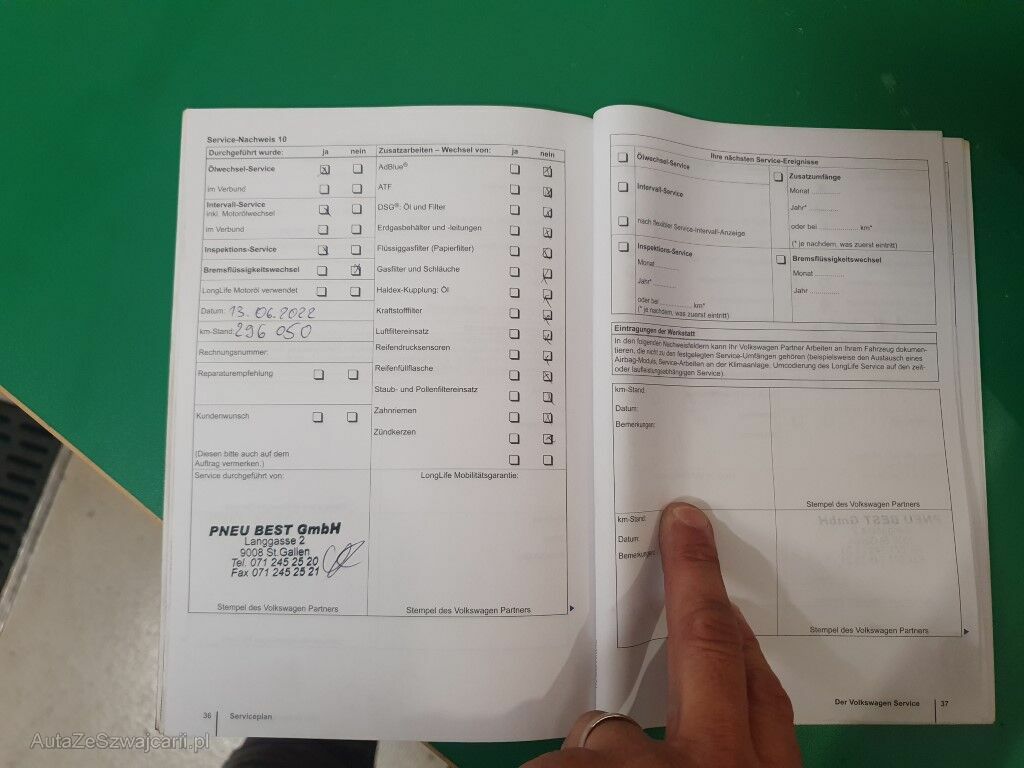 Service-Nachweis 10
Durchgeführt wurde: ja nein
Ölwechsel-Service
im Verbund
Intervall-Service
inkl. Motorölwechsel
im Verbund
Inspektions-Service
Bremsflüssigkeitswechsel
LongLife Motoröl verwendet
Datum: 13.06.2022
km-Stand: 296 050
Rechnungsnummer:
Reparaturempfehlung
Kundenwunsch
(Diesen bitte auch auf dem
Auftrag vermerken.)
Service durchgeführt von:
PNEU BEST GmbH
Langgasse 2
9008 St.Gallen
Tel. 071 245 25 20
Fax 071 245 25 21
Stempel des Volkswagen Partners
Zusatzarbeiten – Wechsel von: ja nein
AdBlue®
ATF
DSG®: Öl und Filter
Erdgasbehälter und -leitungen
Flüssiggasfilter (Papierfilter)
Gasfilter und Schläuche
Haldex-Kupplung: Öl
Kraftstofffilter
Luftfiltereinsatz
Reifendrucksensoren
Reifenfüllflasche
Staub- und Pollenfiltereinsatz
Zahnriemen
Zündkerzen
LongLife Mobilitätsgarantie:
Stempel des Volkswagen Partners
36 Serviceplan
Ihre nächsten Service-Ereignisse
Ölwechsel-Service
Intervall-Service
nach flexibler Service-Intervall-Anzeige
Inspektions-Service
Monat ..............
Jahr* ..............
oder bei .............. km*
(* je nachdem, was zuerst eintritt)
Zusatzumfänge
Monat ..............
Jahr* ..............
oder bei .............. km*
(* je nachdem, was zuerst eintritt)
Bremsflüssigkeitswechsel
Monat ..............
Jahr ..............
Eintragungen der Werkstatt
In den folgenden Nachweisfeldern kann Ihr Volkswagen Partner Arbeiten an Ihrem Fahrzeug dokumen-
tieren, die nicht zu den festgelegten Service-Umfängen gehören (beispielsweise den Austausch eines
Airbag-Moduls, Service-Arbeiten an der Klimaanlage, Umcodierung des LongLife Service auf den zeit-
oder laufleistungsabhängigen Service).
km-Stand:
Datum:
Bemerkungen:
Stempel des Volkswagen Partners
km-Stand:
Datum:
Bemerkungen:
Stempel des Volkswagen Partners
Der Volkswagen Service 37
AutaZeSzwajcarii.pl